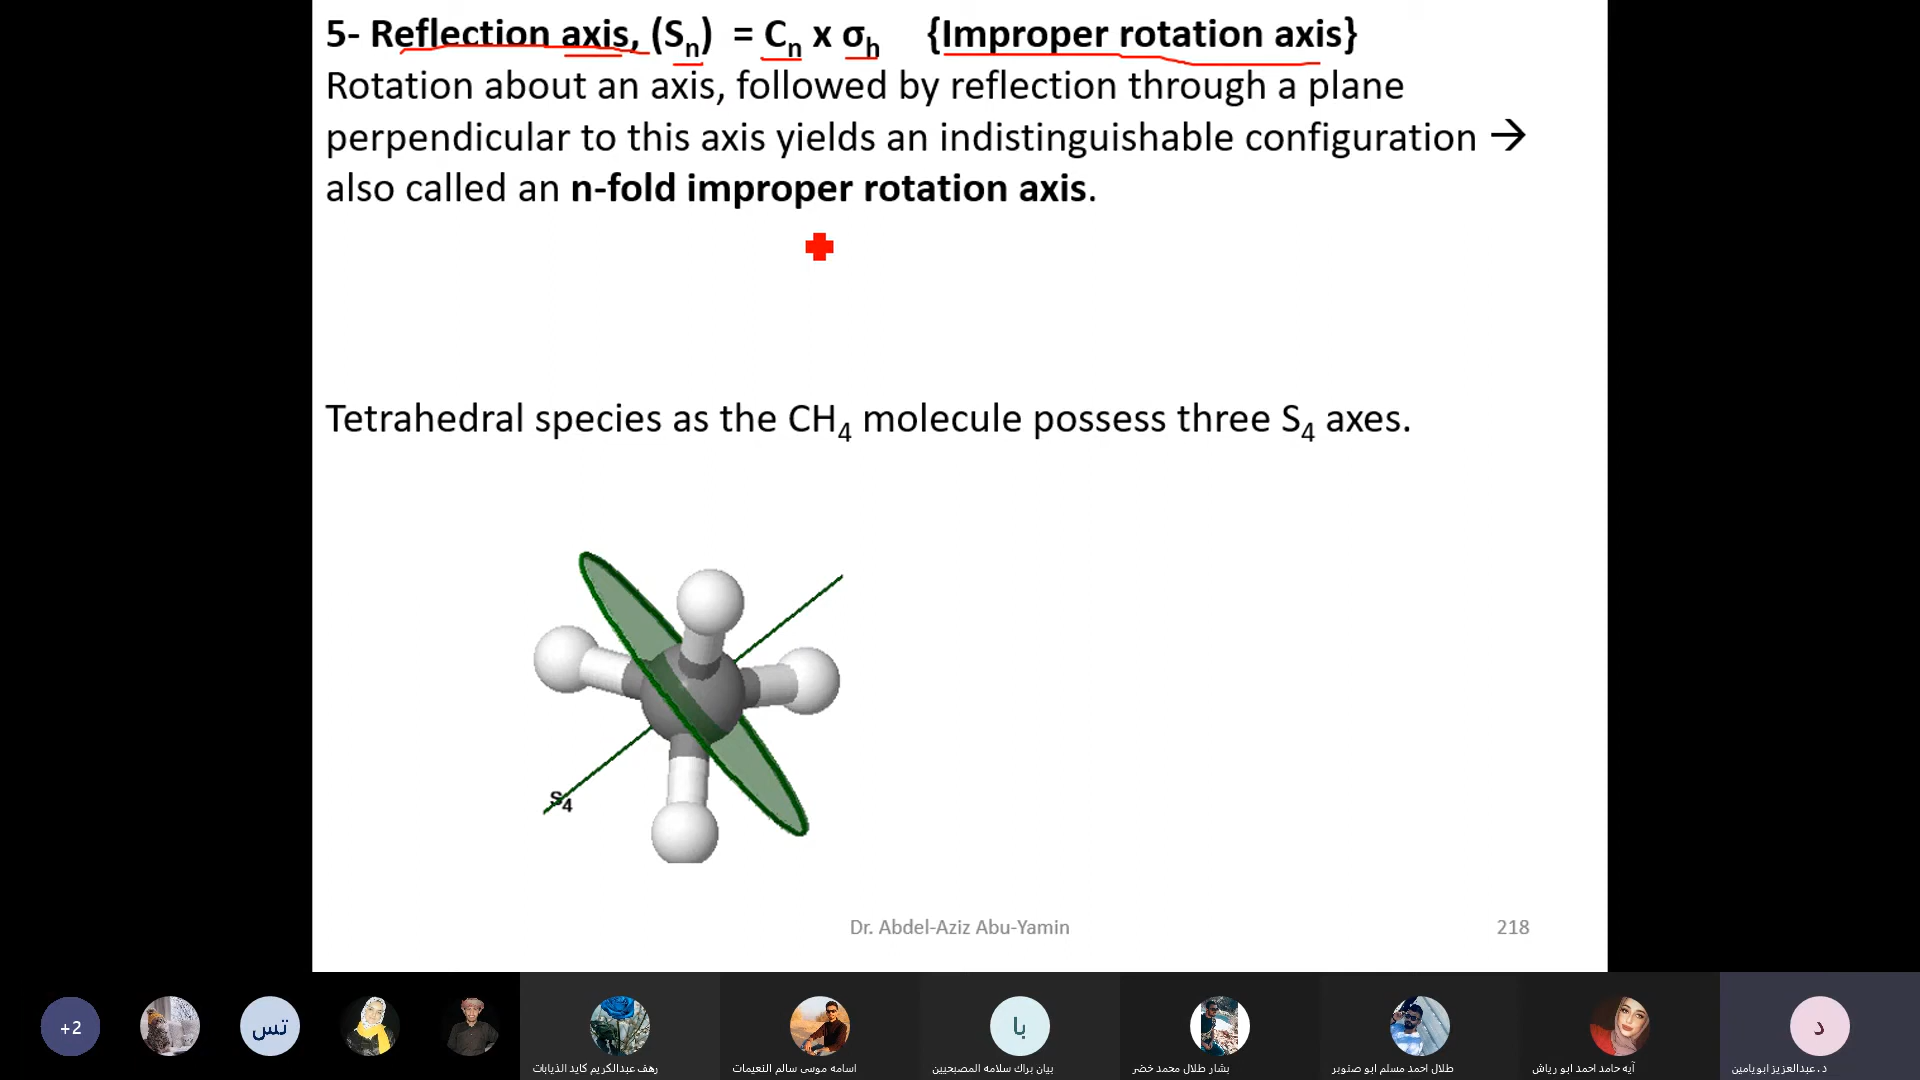 5- Reflection axis, (Sn) = Cn x σh {Improper rotation axis}
Rotation about an axis, followed by reflection through a plane
perpendicular to this axis yields an indistinguishable configuration →
also called an n-fold improper rotation axis.
Tetrahedral species as the CH4 molecule possess three S4 axes.
S4
Dr. Abdel-Aziz Abu-Yamin
218
+2
تس
با
د
رهف عبدالكريم كايد الذيابات
اسامه موسى سالم النعيمات
بيان براك سلامه المصبحيين
بشار طلال محمد خضر
طلال احمد مسلم ابو صنوبر
آيه حامد احمد ابو رياش
د. عبدالعزيز ابويامين